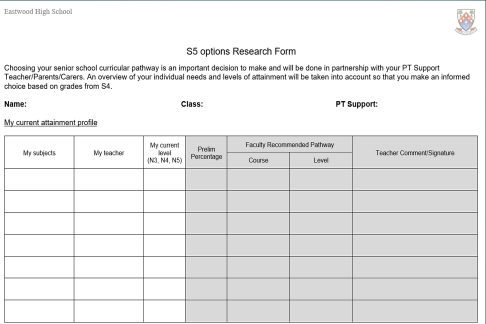 Eastwood High School
S5 options Research Form
Choosing your senior school curricular pathway is an important decision to make and will be done in partnership with your PT Support
Teacher/Parents/Carers. An overview of your individual needs and levels of attainment will be taken into account so that you make an informed
choice based on grades from S4.
Name: Class: PT Support:
My current attainment profile
My subjects My teacher My current level (N3, N4, N5) Prelim Percentage Faculty Recommended Pathway Teacher Comment/Signature
Course Level